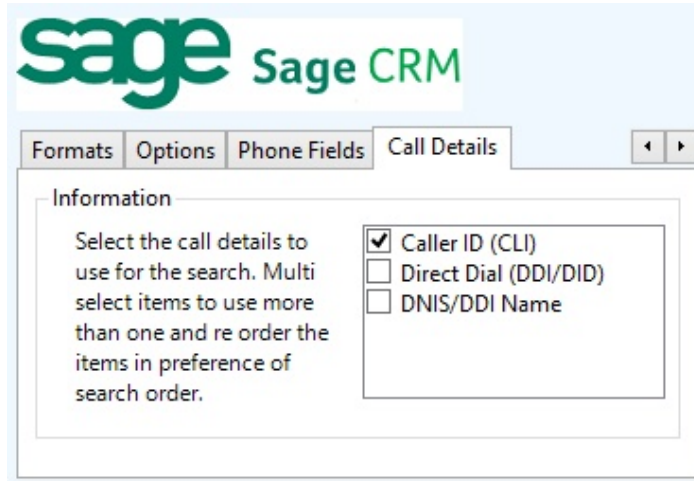 sage Sage CRM
Formats Options Phone Fields Call Details
Information
Select the call details to
use for the search. Multi
select items to use more
than one and re order the
items in preference of
search order.
Caller ID (CLI)
Direct Dial (DDI/DID)
DNIS/DDI Name